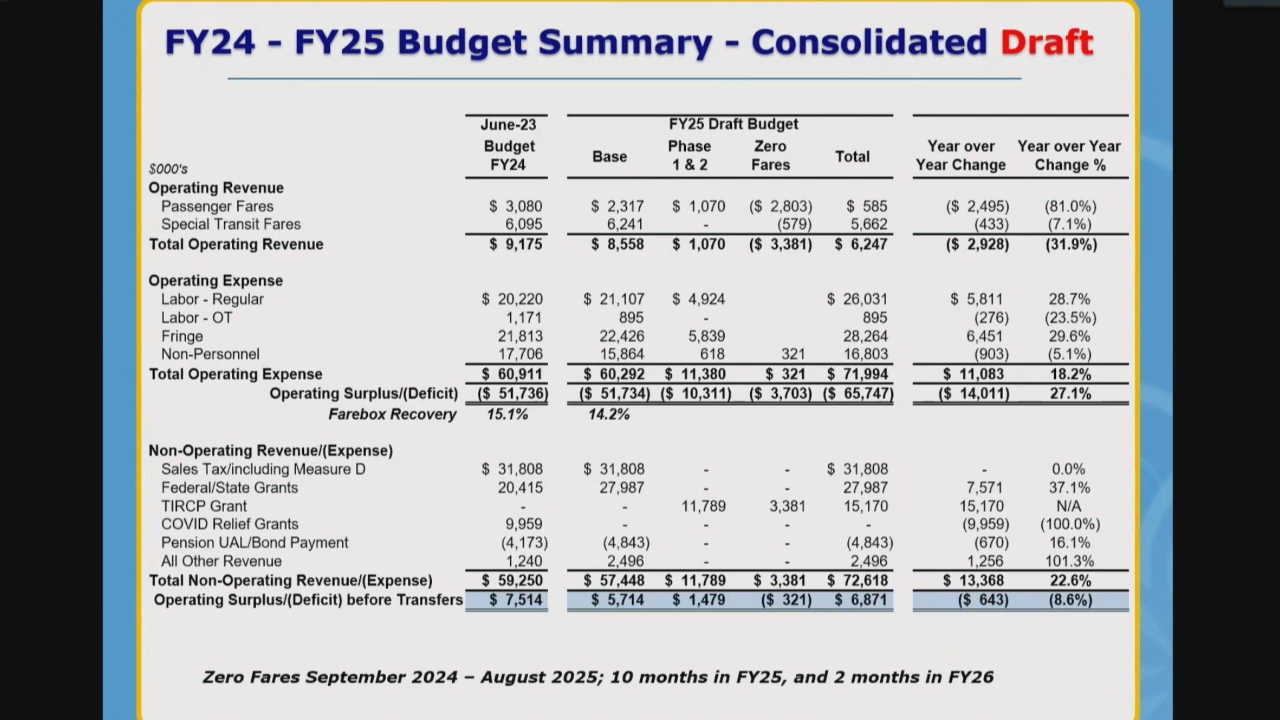 FY24 - FY25 Budget Summary - Consolidated Draft
June-23 FY25 Draft Budget
Budget Phase Zero Year over Year over Year
$000's FY24 Base 1 & 2 Fares Total Year Change Change %
Operating Revenue
Passenger Fares $ 3,080 $ 2,317 $ 1,070 ($ 2,803) $ 585 ($ 2,495) (81.0%)
Special Transit Fares 6,095 6,241 - (579) 5,662 (433) (7.1%)
Total Operating Revenue $ 9,175 $ 8,558 $ 1,070 ($ 3,381) $ 6,247 ($ 2,928) (31.9%)
Operating Expense
Labor - Regular $ 20,220 $ 21,107 $ 4,924 $ 26,031 $ 5,811 28.7%
Labor - OT 1,171 895 - 895 (276) (23.5%)
Fringe 21,813 22,426 5,839 28,264 6,451 29.6%
Non-Personnel 17,706 15,864 618 321 16,803 (903) (5.1%)
Total Operating Expense $ 60,911 $ 60,292 $ 11,380 $ 321 $ 71,994 $ 11,083 18.2%
Operating Surplus/(Deficit) ($ 51,736) ($ 51,734) ($ 10,311) ($ 3,703) ($ 65,747) ($ 14,011) 27.1%
Farebox Recovery 15.1% 14.2%
Non-Operating Revenue/(Expense)
Sales Tax/including Measure D $ 31,808 $ 31,808 - - $ 31,808 - 0.0%
Federal/State Grants 20,415 27,987 - - 27,987 7,571 37.1%
TIRCP Grant - - 11,789 3,381 15,170 15,170 N/A
COVID Relief Grants 9,959 - - - - (9,959) (100.0%)
Pension UAL/Bond Payment (4,173) (4,843) - - (4,843) (670) 16.1%
All Other Revenue 1,240 2,496 - - 2,496 1,256 101.3%
Total Non-Operating Revenue/(Expense) $ 59,250 $ 57,448 $ 11,789 $ 3,381 $ 72,618 $ 13,368 22.6%
Operating Surplus/(Deficit) before Transfers $ 7,514 $ 5,714 $ 1,479 ($ 321) $ 6,871 ($ 643) (8.6%)
Zero Fares September 2024 – August 2025; 10 months in FY25, and 2 months in FY26